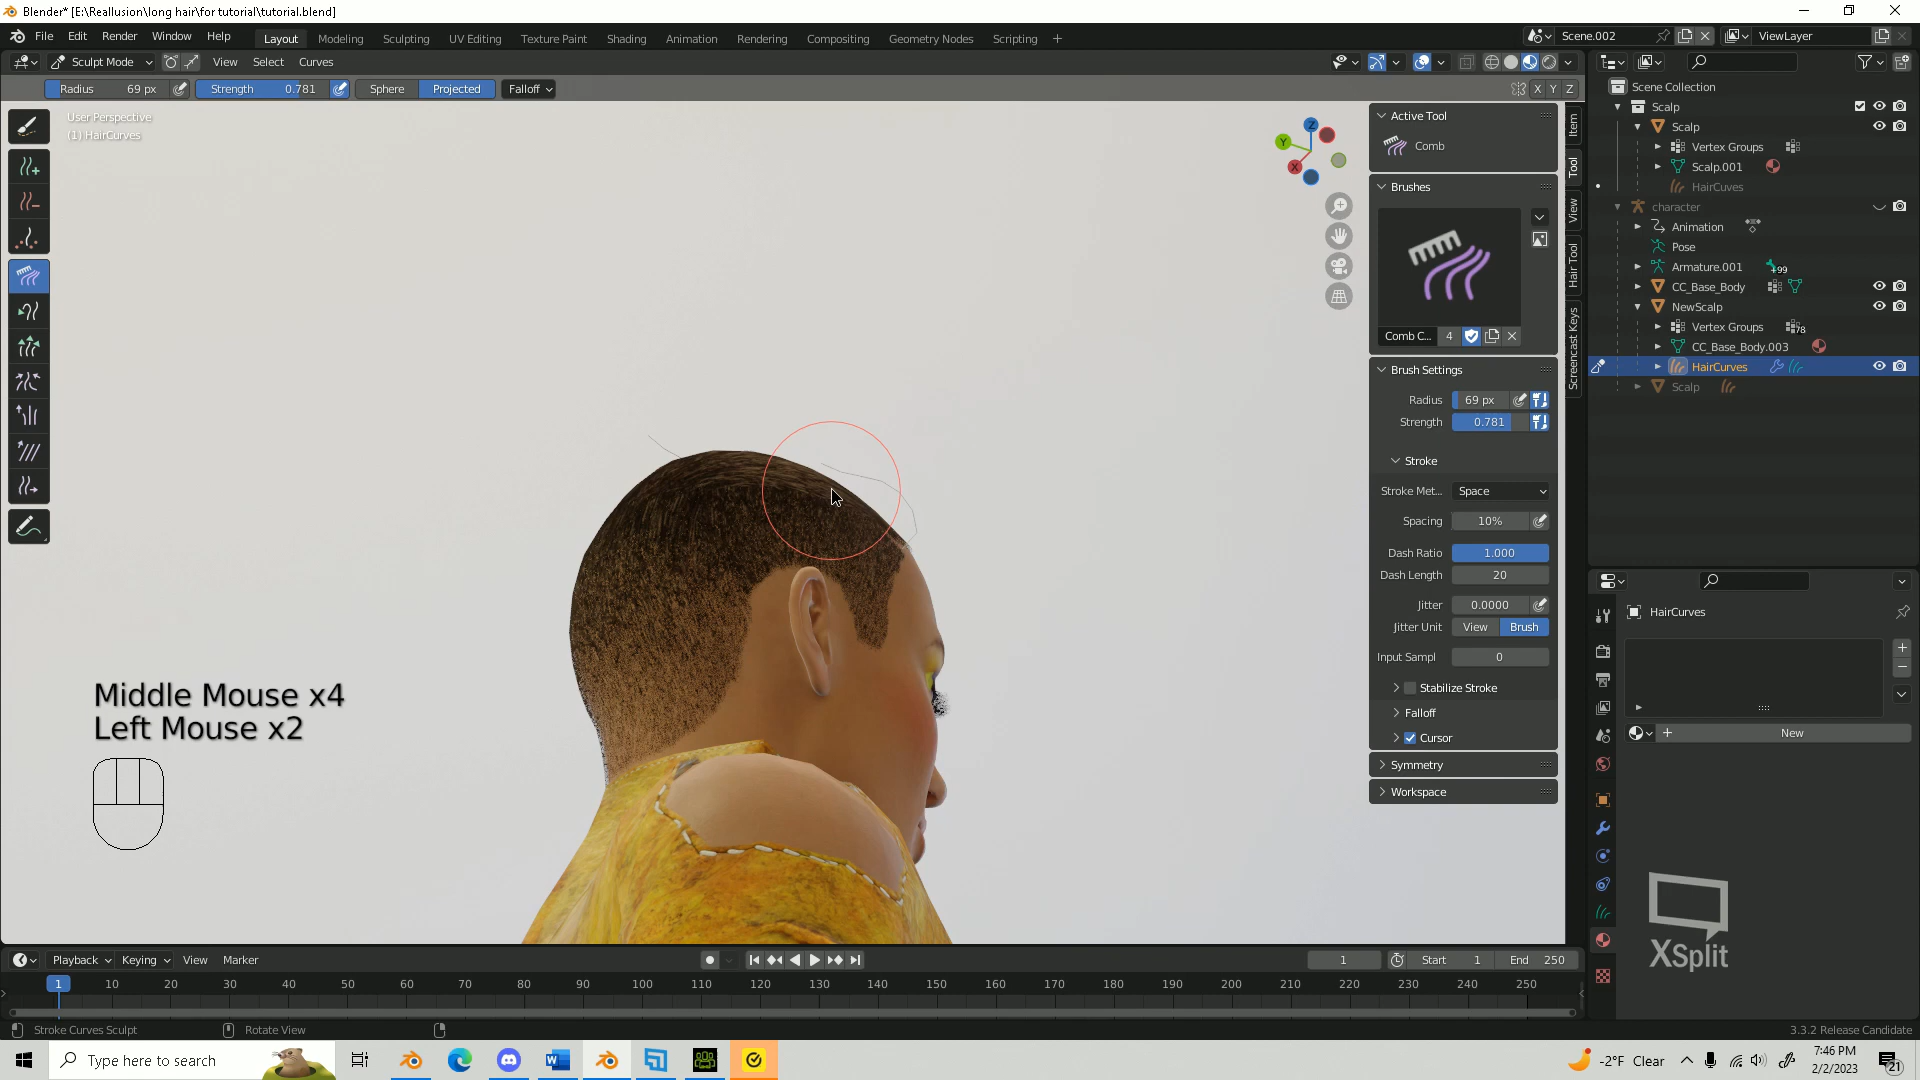 Blender* [E:\Reallusion\long hair\for tutorial\tutorial.blend]
File Edit Render Window Help Layout Modeling Sculpting UV Editing Texture Paint Shading Animation Rendering Compositing Geometry Nodes Scripting + Scene.002 ViewLayer
Sculpt Mode View Select Curves
Radius 69 px Strength 0.781 Sphere Projected Falloff X Y Z
User Perspective
(1) HairCurves
Z
Y
X
Active Tool
Comb
Brushes
Comb C... 4
Brush Settings
Radius 69 px
Strength 0.781
Stroke
Stroke Met... Space
Spacing 10%
Dash Ratio 1.000
Dash Length 20
Jitter 0.0000
Jitter Unit View Brush
Input Sampl 0
Stabilize Stroke
Falloff
Cursor
Symmetry
Workspace
Item
Tool
View
Hair Tool
Screencast Keys
Scene Collection
Scalp
Scalp
Vertex Groups
Scalp.001
HairCuves
character
Animation
Pose
Armature.001 +99
CC_Base_Body
NewScalp
Vertex Groups 78
CC_Base_Body.003
HairCurves
Scalp
HairCurves
New
XSplit
Middle Mouse x4
Left Mouse x2
Playback Keying View Marker 1 Start 1 End 250
1 10 20 30 40 50 60 70 80 90 100 110 120 130 140 150 160 170 180 190 200 210 220 230 240 250
Stroke Curves Sculpt Rotate View 3.3.2 Release Candidate
Type here to search -2°F Clear 7:46 PM
2/2/2023 21